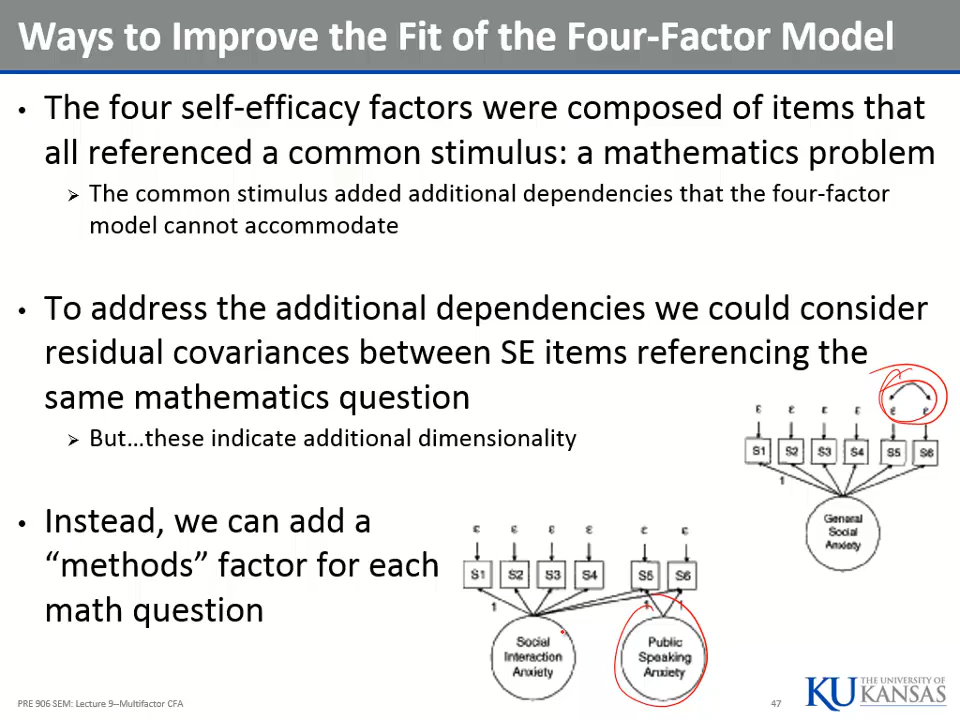 Ways to Improve the Fit of the Four-Factor Model
• The four self-efficacy factors were composed of items that
all referenced a common stimulus: a mathematics problem
➢ The common stimulus added additional dependencies that the four-factor
model cannot accommodate
• To address the additional dependencies we could consider
residual covariances between SE items referencing the
same mathematics question
➢ But...these indicate additional dimensionality
ε ε ε ε ε ε
S1 S2 S3 S4 S5 S6
1
General
Social
Anxiety
• Instead, we can add a
“methods” factor for each
math question
ε ε ε ε ε ε
S1 S2 S3 S4 S5 S6
1 1 1
Social
Interaction
Anxiety
Public
Speaking
Anxiety
PRE 906 SEM: Lecture 9--Multifactor CFA
47
KU THE UNIVERSITY OF
KANSAS